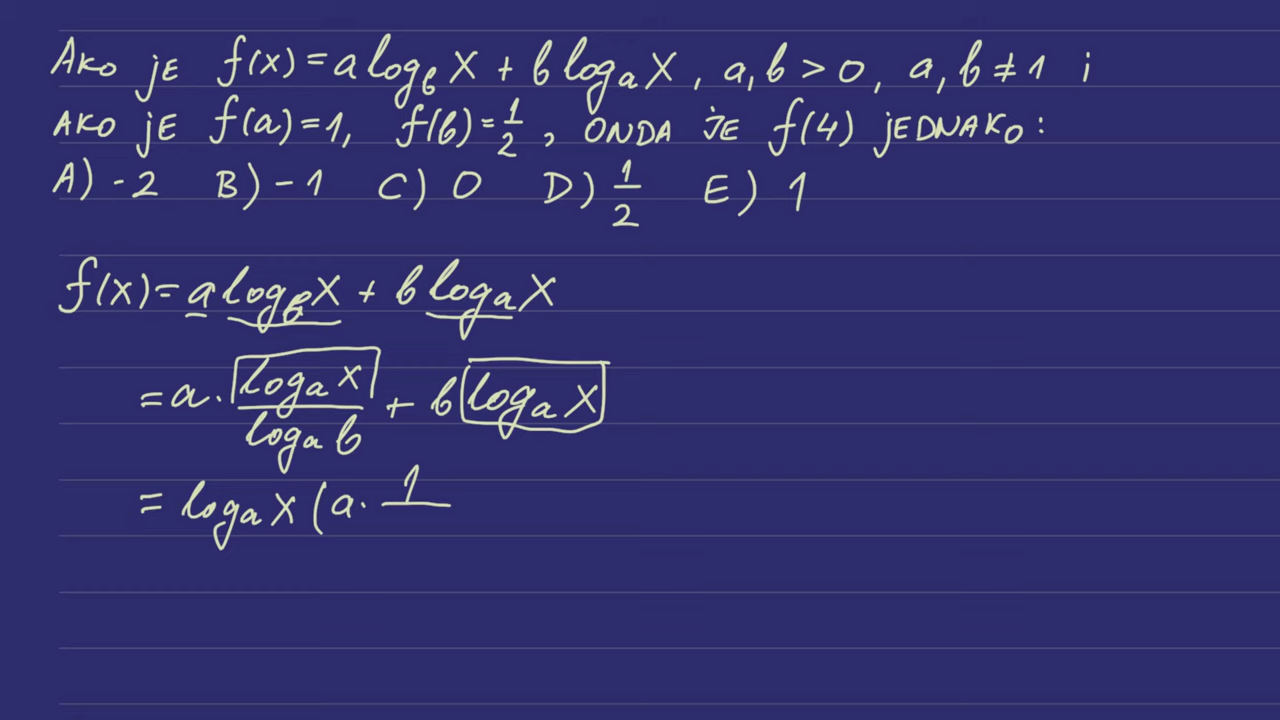 AKO JE f(x) = a log_b x + b log_a x, a, b > 0, a, b ≠ 1 i
AKO JE f(a) = 1, f(b) = 1/2, ONDA JE f(4) JEDNAKO:
A) -2 B) -1 C) 0 D) 1/2 E) 1
f(x) = a log_b x + b log_a x
= a · (log_a x)/(log_a b) + b log_a x
= log_a x (a · 1/